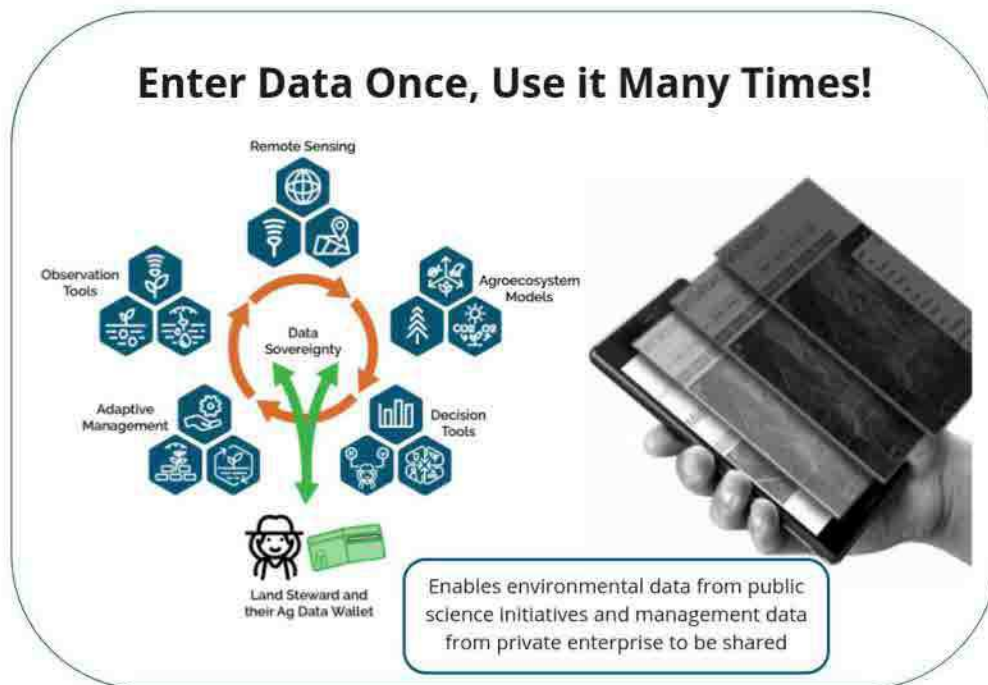 Enter Data Once, Use it Many Times!
Remote Sensing
Observation
Tools
Agroecosystem
Models
CO2 O2
Data
Sovereignty
Adaptive
Management
Decision
Tools
Land Steward and
their Ag Data Wallet
Enables environmental data from public
science initiatives and management data
from private enterprise to be shared